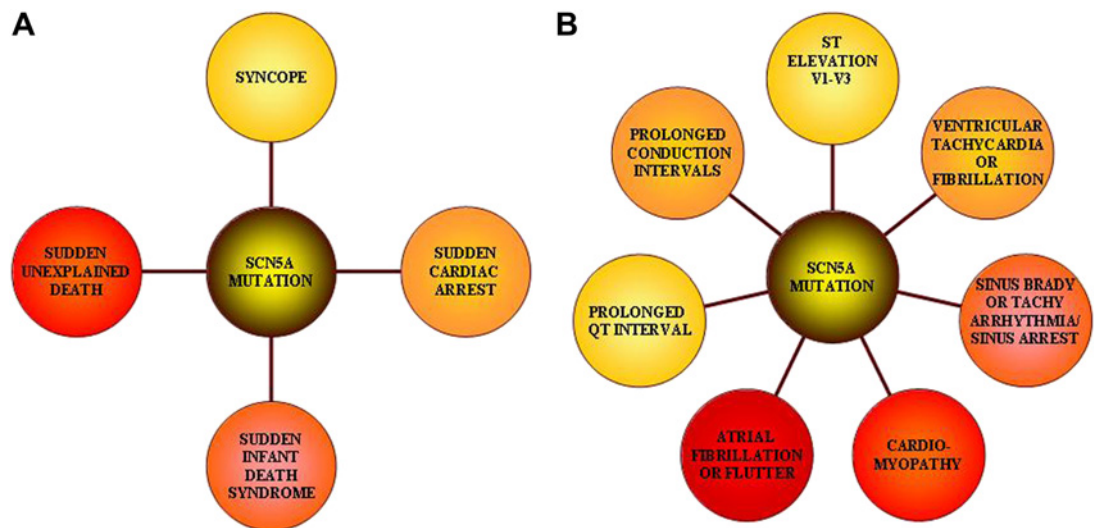 A
SYNCOPE
SUDDEN
UNEXPLAINED
DEATH
SCN5A
MUTATION
SUDDEN
CARDIAC
ARREST
SUDDEN
INFANT
DEATH
SYNDROME
B
ST
ELEVATION
V1-V3
PROLONGED
CONDUCTION
INTERVALS
VENTRICULAR
TACHYCARDIA
OR
FIBRILLATION
SCN5A
MUTATION
PROLONGED
QT INTERVAL
SINUS BRADY
OR TACHY
ARRHYTHMIA/
SINUS ARREST
ATRIAL
FIBRILLATION
OR FLUTTER
CARDIO-
MYOPATHY